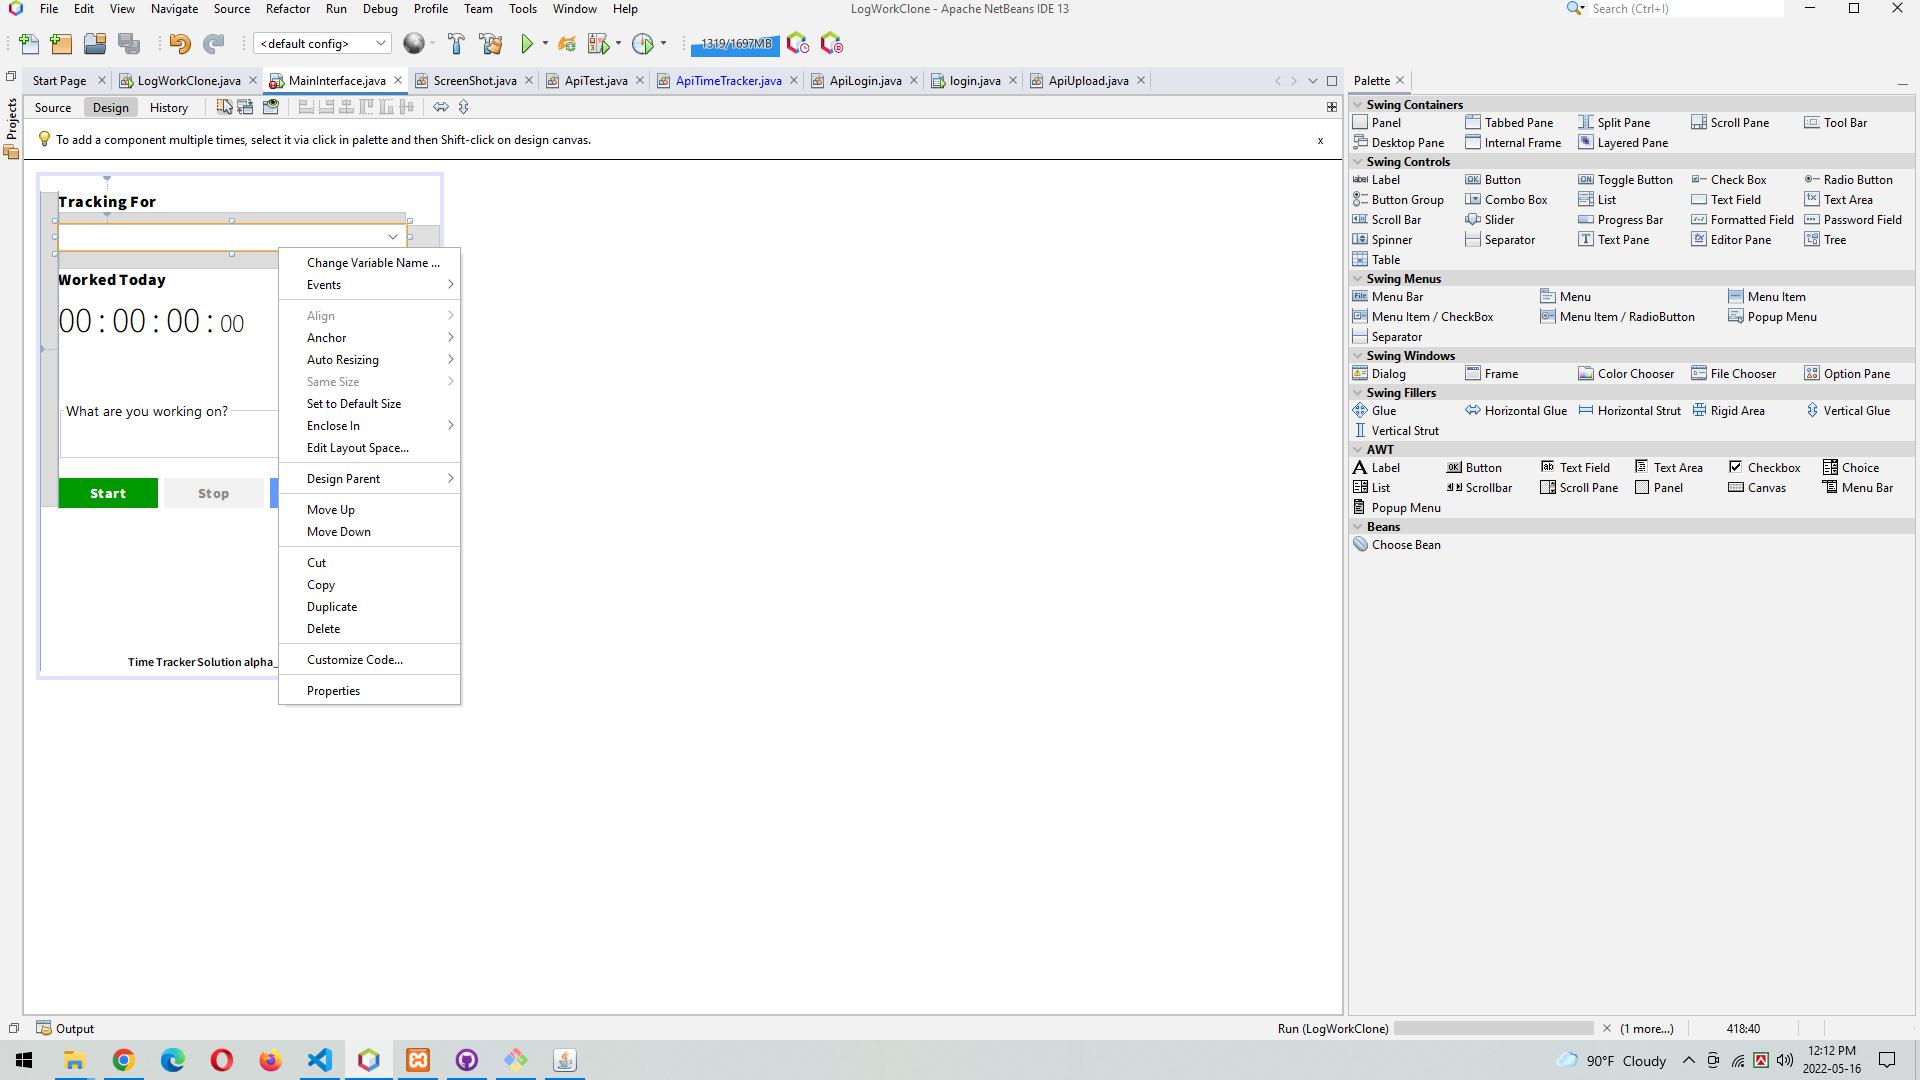 File Edit View Navigate Source Refactor Run Debug Profile Team Tools Window Help LogWorkClone - Apache NetBeans IDE 13 Search (Ctrl+I)
<default config> 1319/1697MB
Start Page LogWorkClone.java MainInterface.java ScreenShot.java ApiTest.java ApiTimeTracker.java ApiLogin.java login.java ApiUpload.java Palette
Source Design History
Projects
To add a component multiple times, select it via click in palette and then Shift-click on design canvas. x
Tracking For
Worked Today
00 : 00 : 00 : 00
What are you working on?
Start Stop
Time Tracker Solution alpha_
Change Variable Name ...
Events
Align
Anchor
Auto Resizing
Same Size
Set to Default Size
Enclose In
Edit Layout Space...
Design Parent
Move Up
Move Down
Cut
Copy
Duplicate
Delete
Customize Code...
Properties
Swing Containers
Panel Tabbed Pane Split Pane Scroll Pane Tool Bar
Desktop Pane Internal Frame Layered Pane
Swing Controls
label Label OK Button ON Toggle Button Check Box Radio Button
Button Group Combo Box List Text Field Text Area
Scroll Bar Slider Progress Bar Formatted Field Password Field
Spinner Separator Text Pane Editor Pane Tree
Table
Swing Menus
File Menu Bar Menu Menu Item
Menu Item / CheckBox Menu Item / RadioButton Popup Menu
Separator
Swing Windows
Dialog Frame Color Chooser File Chooser Option Pane
Swing Fillers
Glue Horizontal Glue Horizontal Strut Rigid Area Vertical Glue
Vertical Strut
AWT
A Label OK Button Text Field Text Area Checkbox Choice
List Scrollbar Scroll Pane Panel Canvas Menu Bar
Popup Menu
Beans
Choose Bean
Output Run (LogWorkClone) (1 more...) 418:40
90°F Cloudy 12:12 PM
2022-05-16